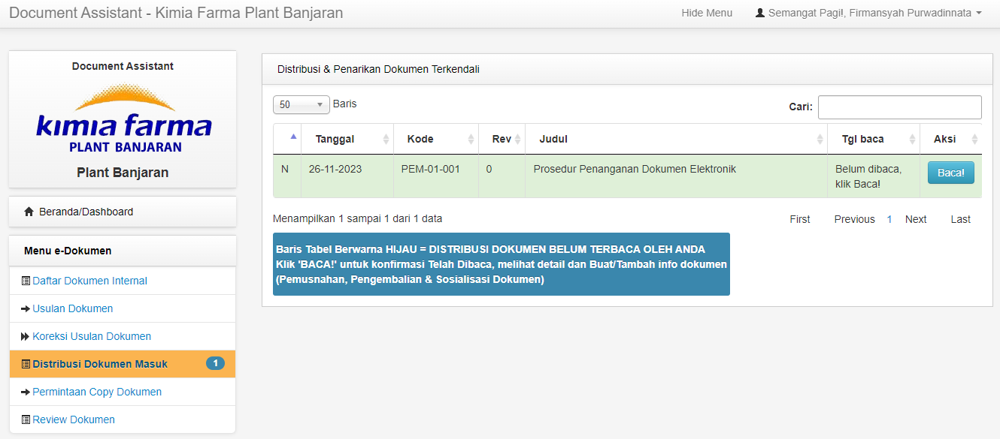 Document Assistant - Kimia Farma Plant Banjaran
Hide Menu
Semangat Pagi!, Firmansyah Purwadinnata
Document Assistant
kimia farma
PLANT BANJARAN
Plant Banjaran
Beranda/Dashboard
Menu e-Dokumen
Daftar Dokumen Internal
Usulan Dokumen
Koreksi Usulan Dokumen
Distribusi Dokumen Masuk 1
Permintaan Copy Dokumen
Review Dokumen
Distribusi & Penarikan Dokumen Terkendali
50 Baris
Cari:
Tanggal Kode Rev Judul Tgl baca Aksi
N 26-11-2023 PEM-01-001 0 Prosedur Penanganan Dokumen Elektronik Belum dibaca, Baca!
klik Baca!
Menampilkan 1 sampai 1 dari 1 data
First Previous 1 Next Last
Baris Tabel Berwarna HIJAU = DISTRIBUSI DOKUMEN BELUM TERBACA OLEH ANDA
Klik 'BACA!' untuk konfirmasi Telah Dibaca, melihat detail dan Buat/Tambah info dokumen
(Pemusnahan, Pengembalian & Sosialisasi Dokumen)